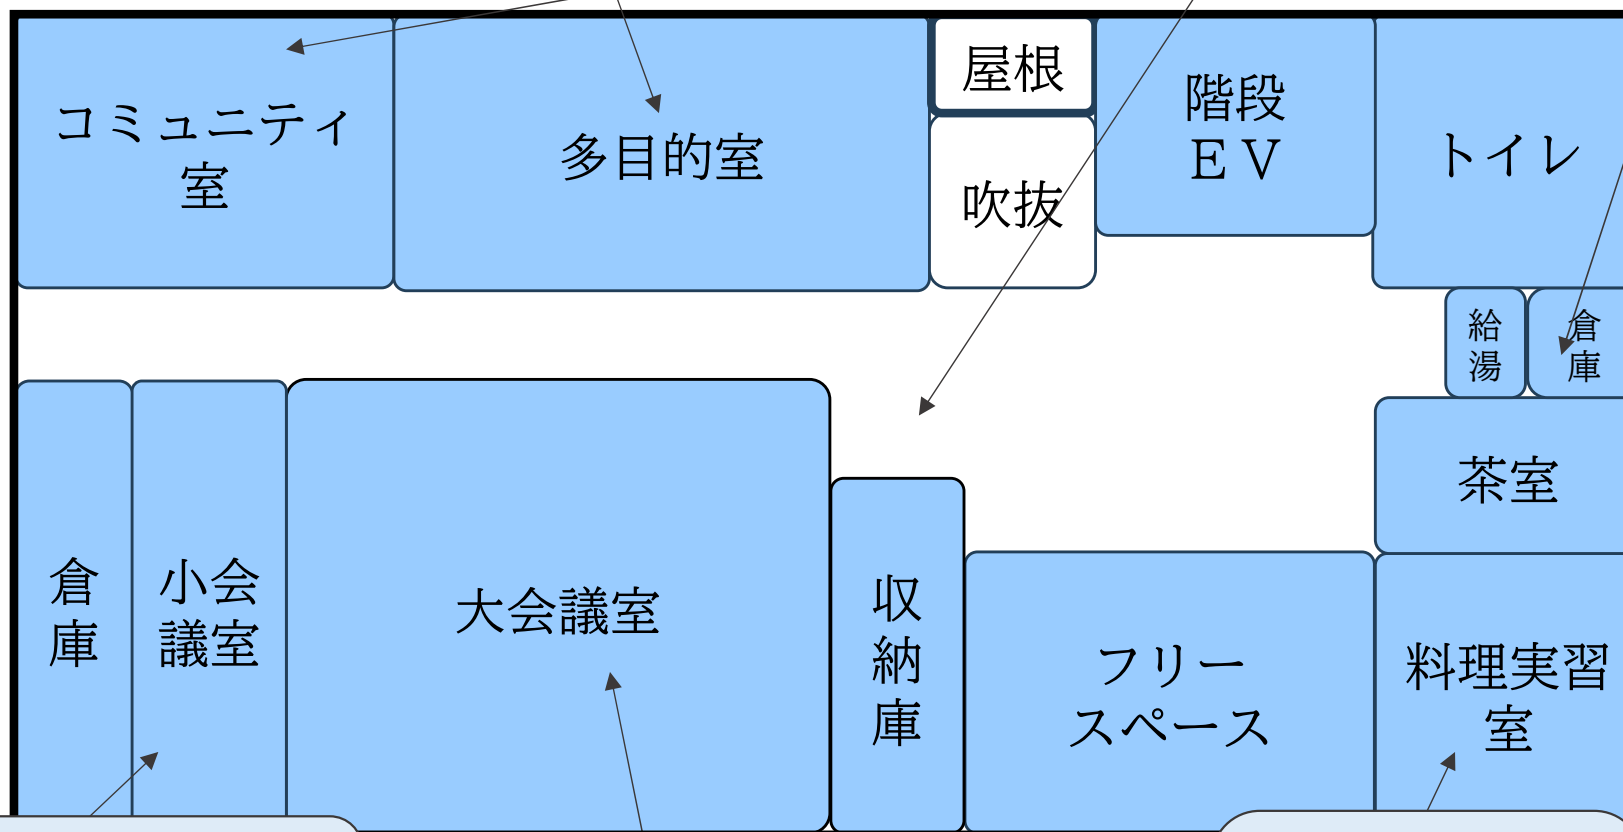 コミュニティ
室
多目的室
屋根
吹抜
階段
ＥＶ
トイレ
給
湯
倉
庫
茶室
倉
庫
小会
議室
大会議室
収
納
庫
フリー
スペース
料理実習
室